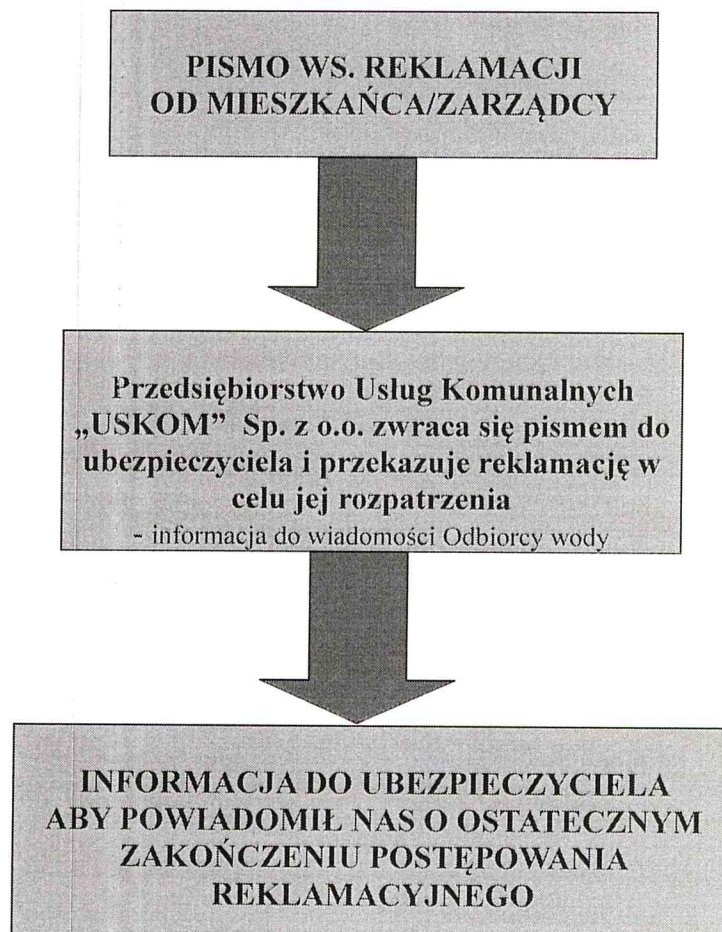 PISMO WS. REKLAMACJI
OD MIESZKAŃCA/ZARZĄDCY
Przedsiębiorstwo Usług Komunalnych
„USKOM” Sp. z o.o. zwraca się pismem do
ubezpieczyciela i przekazuje reklamację w
celu jej rozpatrzenia
- informacja do wiadomości Odbiorcy wody
INFORMACJA DO UBEZPIECZYCIELA
ABY POWIADOMIŁ NAS O OSTATECZNYM
ZAKOŃCZENIU POSTĘPOWANIA
REKLAMACYJNEGO